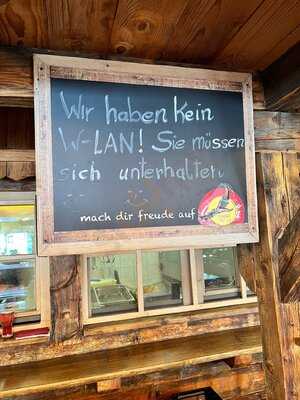 Wir haben Kein
W-LAN! Sie müssen
sich unterhalten
mach dir freude auf